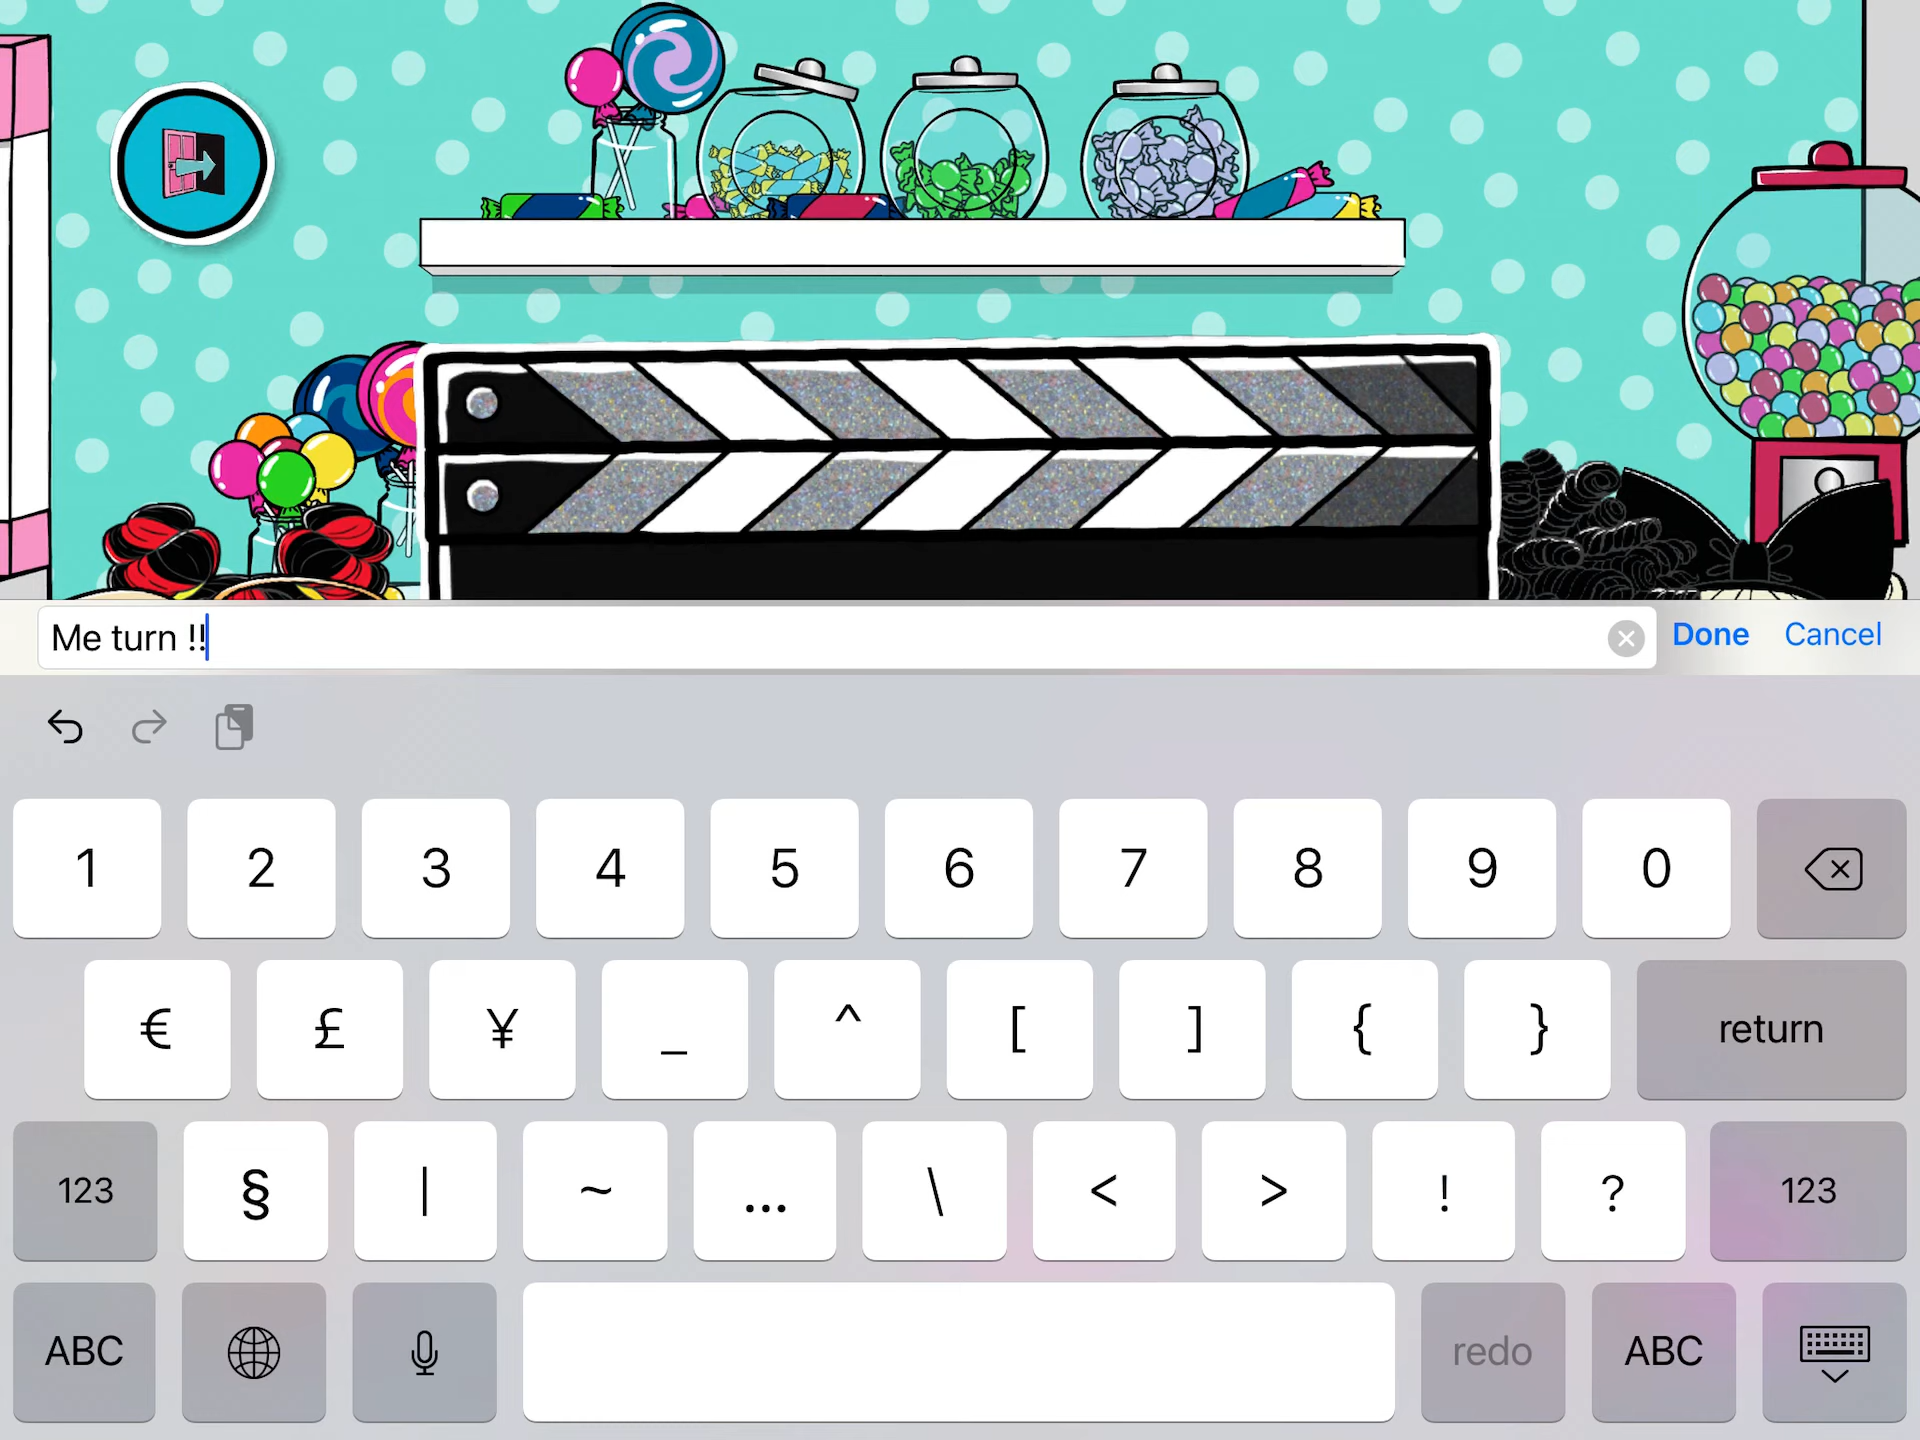 Me turn !!
Done
Cancel
1 2 3 4 5 6 7 8 9 0
€ £ ¥ _ ^ [ ] { } return
123 § | ~ ... \ < > ! ? 123
ABC redo ABC